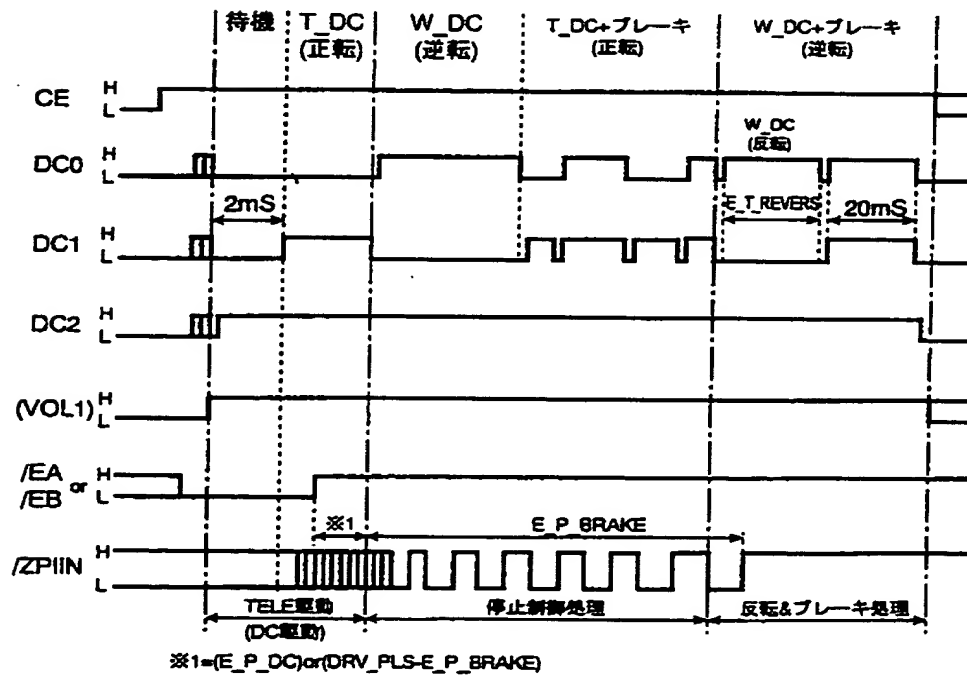 待機
T_DC
(正転)
W_DC
(逆転)
T_DC+ブレーキ
(正転)
W_DC+ブレーキ
(逆転)
CE H
L
W_DC
(反転)
DC0 H
L
2mS
E_T_REVERS
20mS
DC1 H
L
DC2 H
L
(VOL1) H
L
/EA or /EB H
L
※1
E_P_BRAKE
/ZPIIN H
L
TELE駆動
(DC駆動)
停止制御処理
反転&ブレーキ処理
※1=(E_P_DC)or(DRV_PLS-E_P_BRAKE)